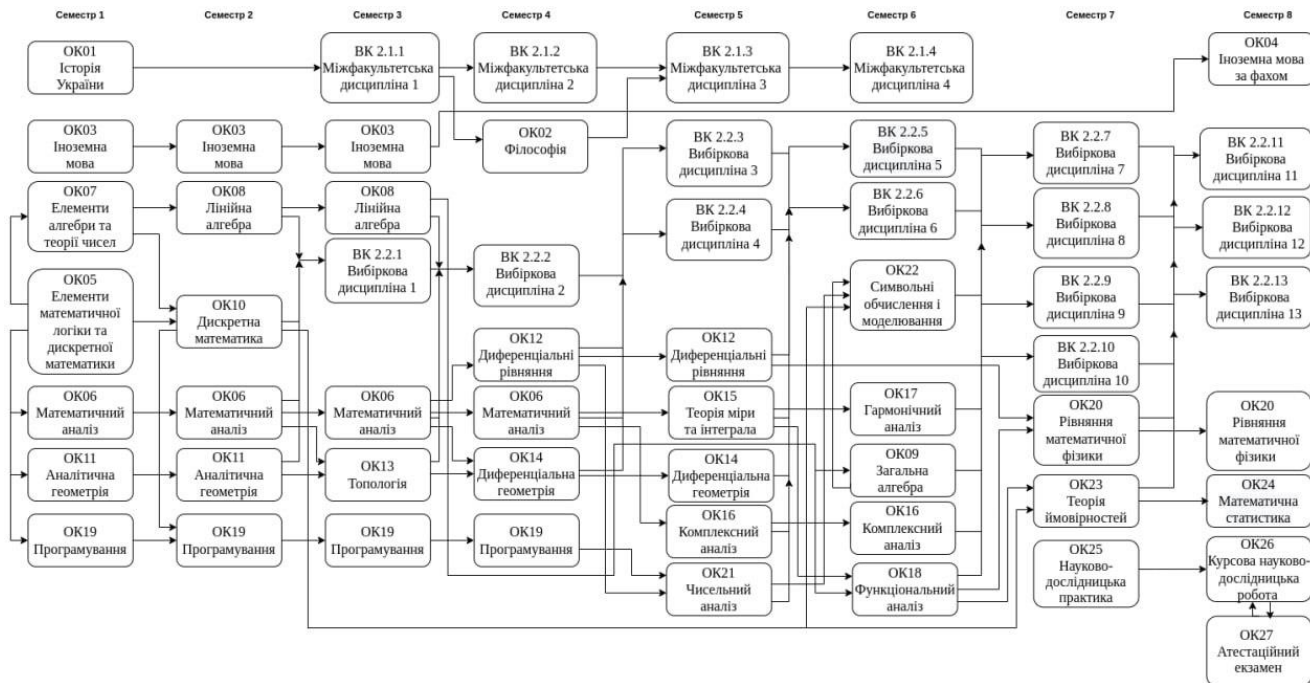 Семестр 1
Семестр 2
Семестр 3
Семестр 4
Семестр 5
Семестр 6
Семестр 7
Семестр 8
ОК01
Історія
України
ВК 2.1.1
Міжфакультетська
дисципліна 1
ВК 2.1.2
Міжфакультетська
дисципліна 2
ВК 2.1.3
Міжфакультетська
дисципліна 3
ВК 2.1.4
Міжфакультетська
дисципліна 4
ОК04
Іноземна мова
за фахом
ОК03
Іноземна
мова
ОК03
Іноземна
мова
ОК03
Іноземна
мова
ОК02
Філософія
ВК 2.2.3
Вибіркова
дисципліна 3
ВК 2.2.5
Вибіркова
дисципліна 5
ВК 2.2.7
Вибіркова
дисципліна 7
ВК 2.2.11
Вибіркова
дисципліна 11
ОК07
Елементи
алгебри та
теорії чисел
ОК08
Лінійна
алгебра
ОК08
Лінійна
алгебра
ВК 2.2.4
Вибіркова
дисципліна 4
ВК 2.2.6
Вибіркова
дисципліна 6
ВК 2.2.8
Вибіркова
дисципліна 8
ВК 2.2.12
Вибіркова
дисципліна 12
ОК05
Елементи
математичної
логіки та
дискретної
математики
ОК10
Дискретна
математика
ВК 2.2.1
Вибіркова
дисципліна 1
ВК 2.2.2
Вибіркова
дисципліна 2
ОК22
Символьні
обчислення і
моделювання
ВК 2.2.9
Вибіркова
дисципліна 9
ВК 2.2.13
Вибіркова
дисципліна 13
ОК12
Диференціальні
рівняння
ОК12
Диференціальні
рівняння
ВК 2.2.10
Вибіркова
дисципліна 10
ОК06
Математичний
аналіз
ОК06
Математичний
аналіз
ОК06
Математичний
аналіз
ОК06
Математичний
аналіз
ОК15
Теорія міри
та інтеграла
ОК17
Гармонічний
аналіз
ОК20
Рівняння
математичної
фізики
ОК20
Рівняння
математичної
фізики
ОК11
Аналітична
геометрія
ОК11
Аналітична
геометрія
ОК13
Топологія
ОК14
Диференціальна
геометрія
ОК14
Диференціальна
геометрія
ОК09
Загальна
алгебра
ОК23
Теорія
ймовірностей
ОК24
Математична
статистика
ОК19
Програмування
ОК19
Програмування
ОК19
Програмування
ОК19
Програмування
ОК16
Комплексний
аналіз
ОК16
Комплексний
аналіз
ОК25
Науково-
дослідницька
практика
ОК26
Курсова науково-
дослідницька
робота
ОК21
Чисельний
аналіз
ОК18
Функціональний
аналіз
ОК27
Атестаційний
екзамен